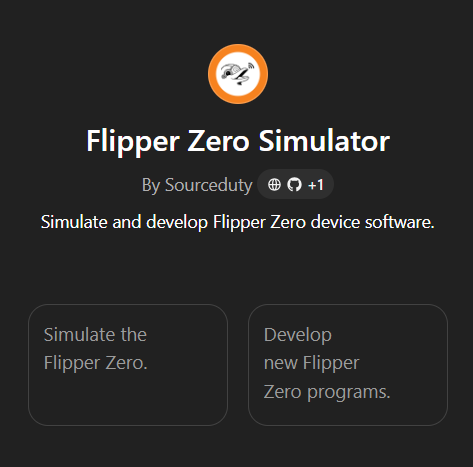 Flipper Zero Simulator
By Sourceduty +1
Simulate and develop Flipper Zero device software.
Simulate the
Flipper Zero.
Develop
new Flipper
Zero programs.